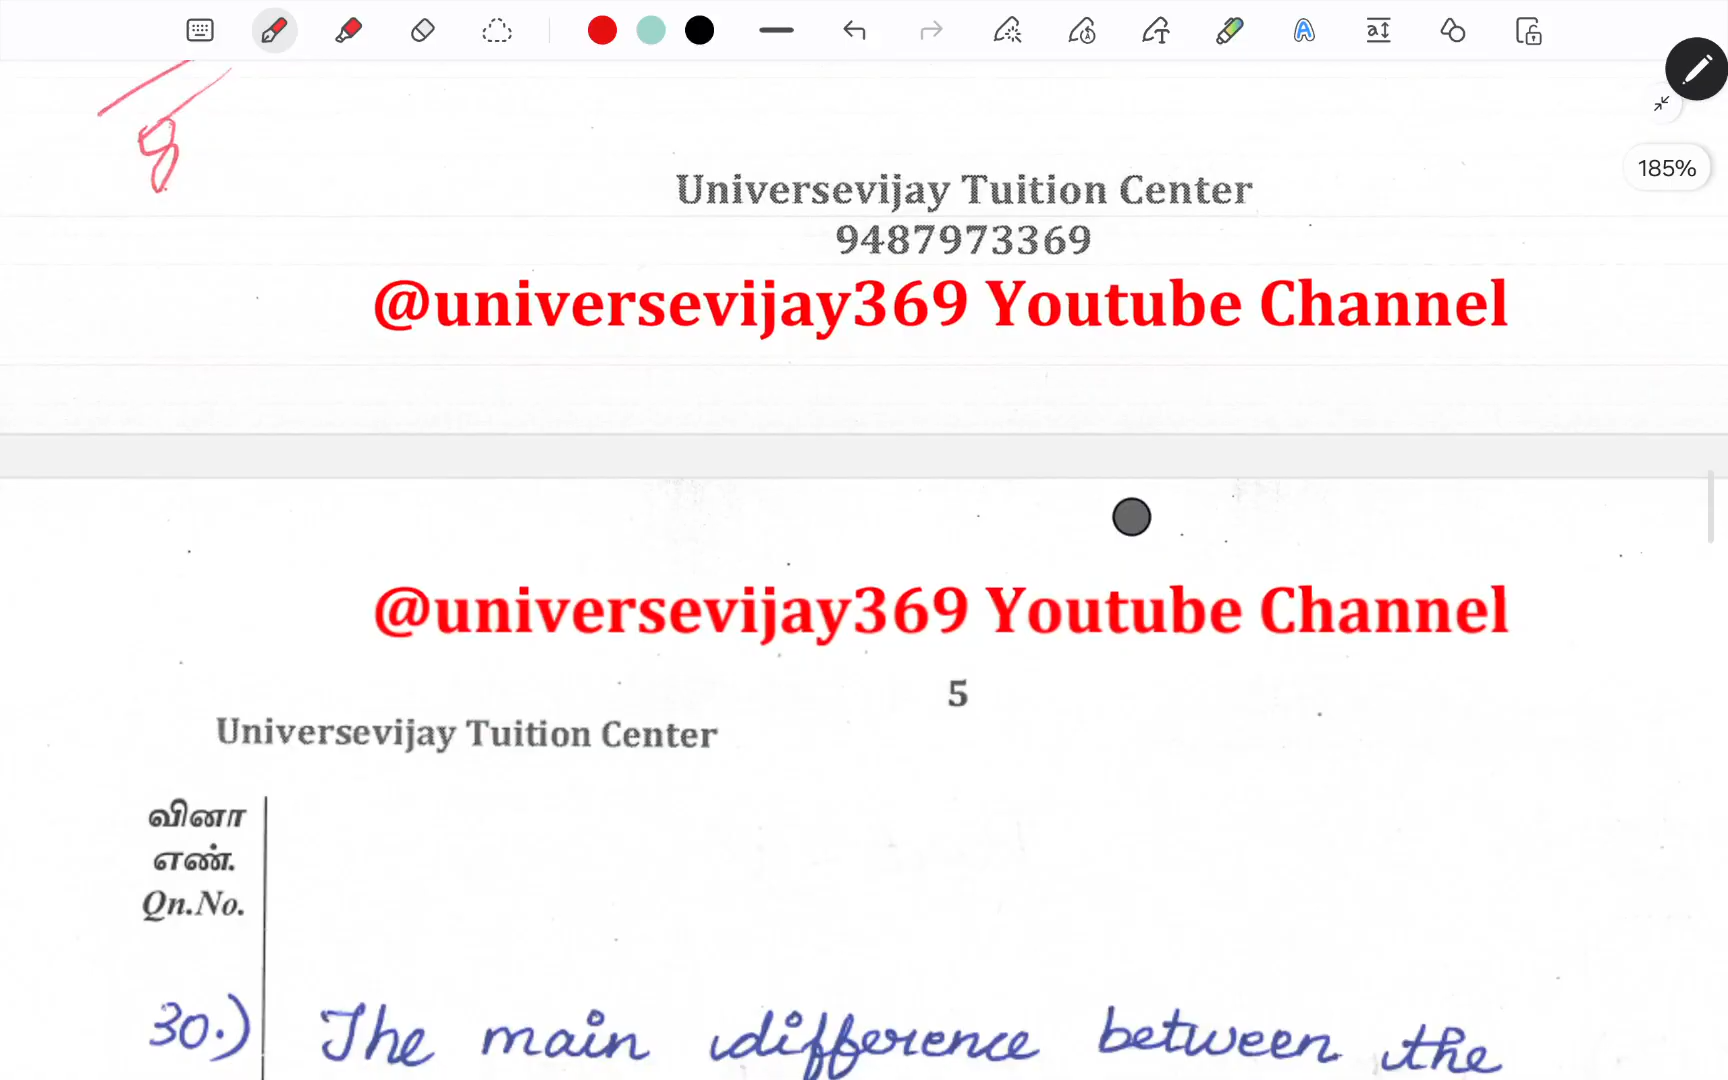 185%
8
Universevijay Tuition Center
9487973369
@universevijay369 Youtube Channel
@universevijay369 Youtube Channel
5
Universevijay Tuition Center
வினா
எண்.
Qn.No.
30.) The main difference between the